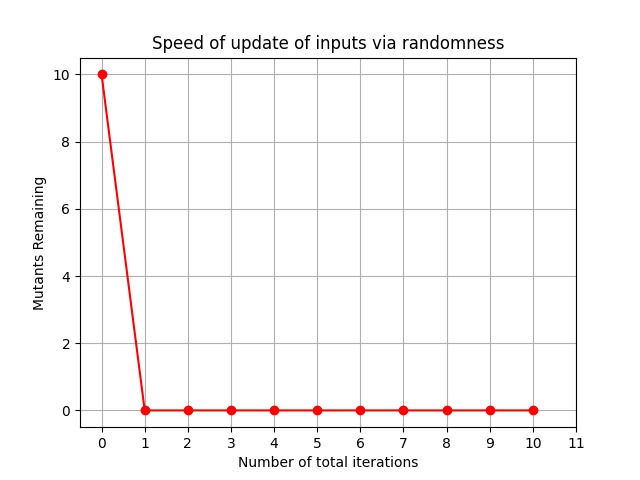 Speed of update of inputs via randomness
10
8
6
4
2
0
Mutants Remaining
0 1 2 3 4 5 6 7 8 9 10 11
Number of total iterations